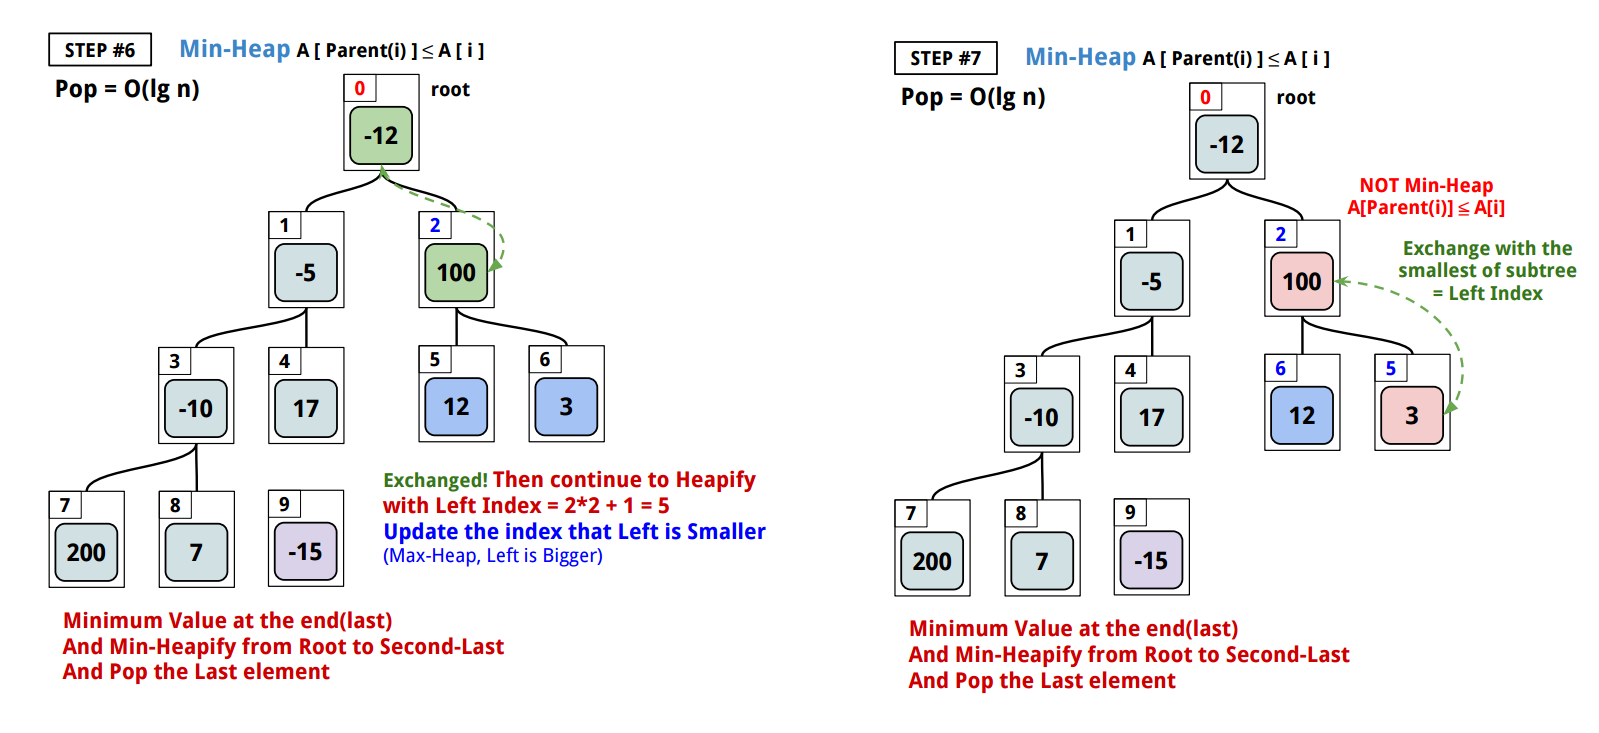 STEP #6
Min-Heap A [ Parent(i) ] ≤ A [ i ]
Pop = O(lg n)
0
root
-12
1
2
-5
100
3
4
5
6
-10
17
12
3
7
8
9
200
7
-15
Exchanged! Then continue to Heapify
with Left Index = 2*2 + 1 = 5
Update the index that Left is Smaller
(Max-Heap, Left is Bigger)
Minimum Value at the end(last)
And Min-Heapify from Root to Second-Last
And Pop the Last element
STEP #7
Min-Heap A [ Parent(i) ] ≤ A [ i ]
Pop = O(lg n)
0
root
-12
NOT Min-Heap
A[Parent(i)] ≤ A[i]
1
2
-5
100
Exchange with the
smallest of subtree
= Left Index
3
4
6
5
-10
17
12
3
7
8
9
200
7
-15
Minimum Value at the end(last)
And Min-Heapify from Root to Second-Last
And Pop the Last element